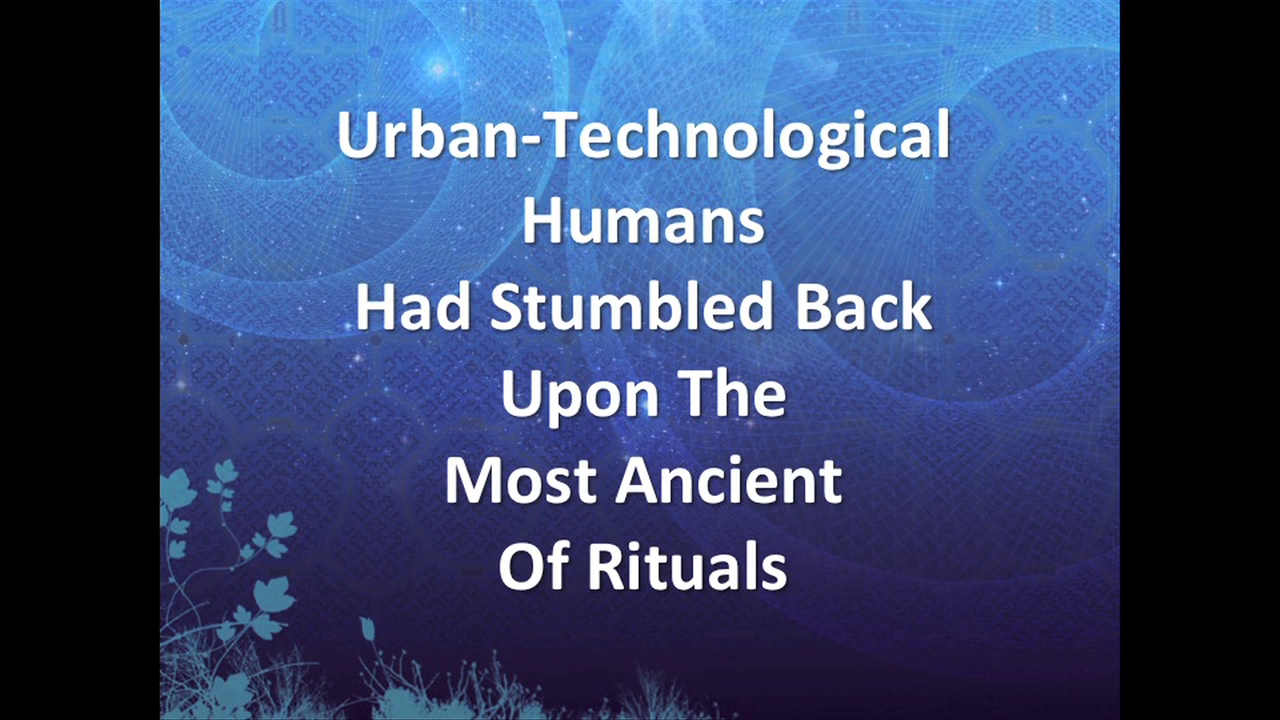 Urban-Technological
Humans
Had Stumbled Back
Upon The
Most Ancient
Of Rituals